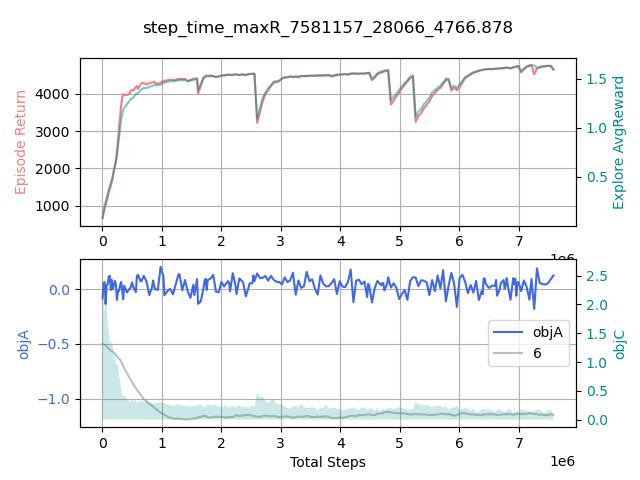 step_time_maxR_7581157_28066_4766.878
Episode Return
4000
3000
2000
1000
1.5
1.0
0.5
Explore AvgReward
0 1 2 3 4 5 6 7
1e6
objA
0.0
−0.5
−1.0
objA
6
2.5
2.0
1.5
1.0
0.5
0.0
objC
0 1 2 3 4 5 6 7
Total Steps
1e6